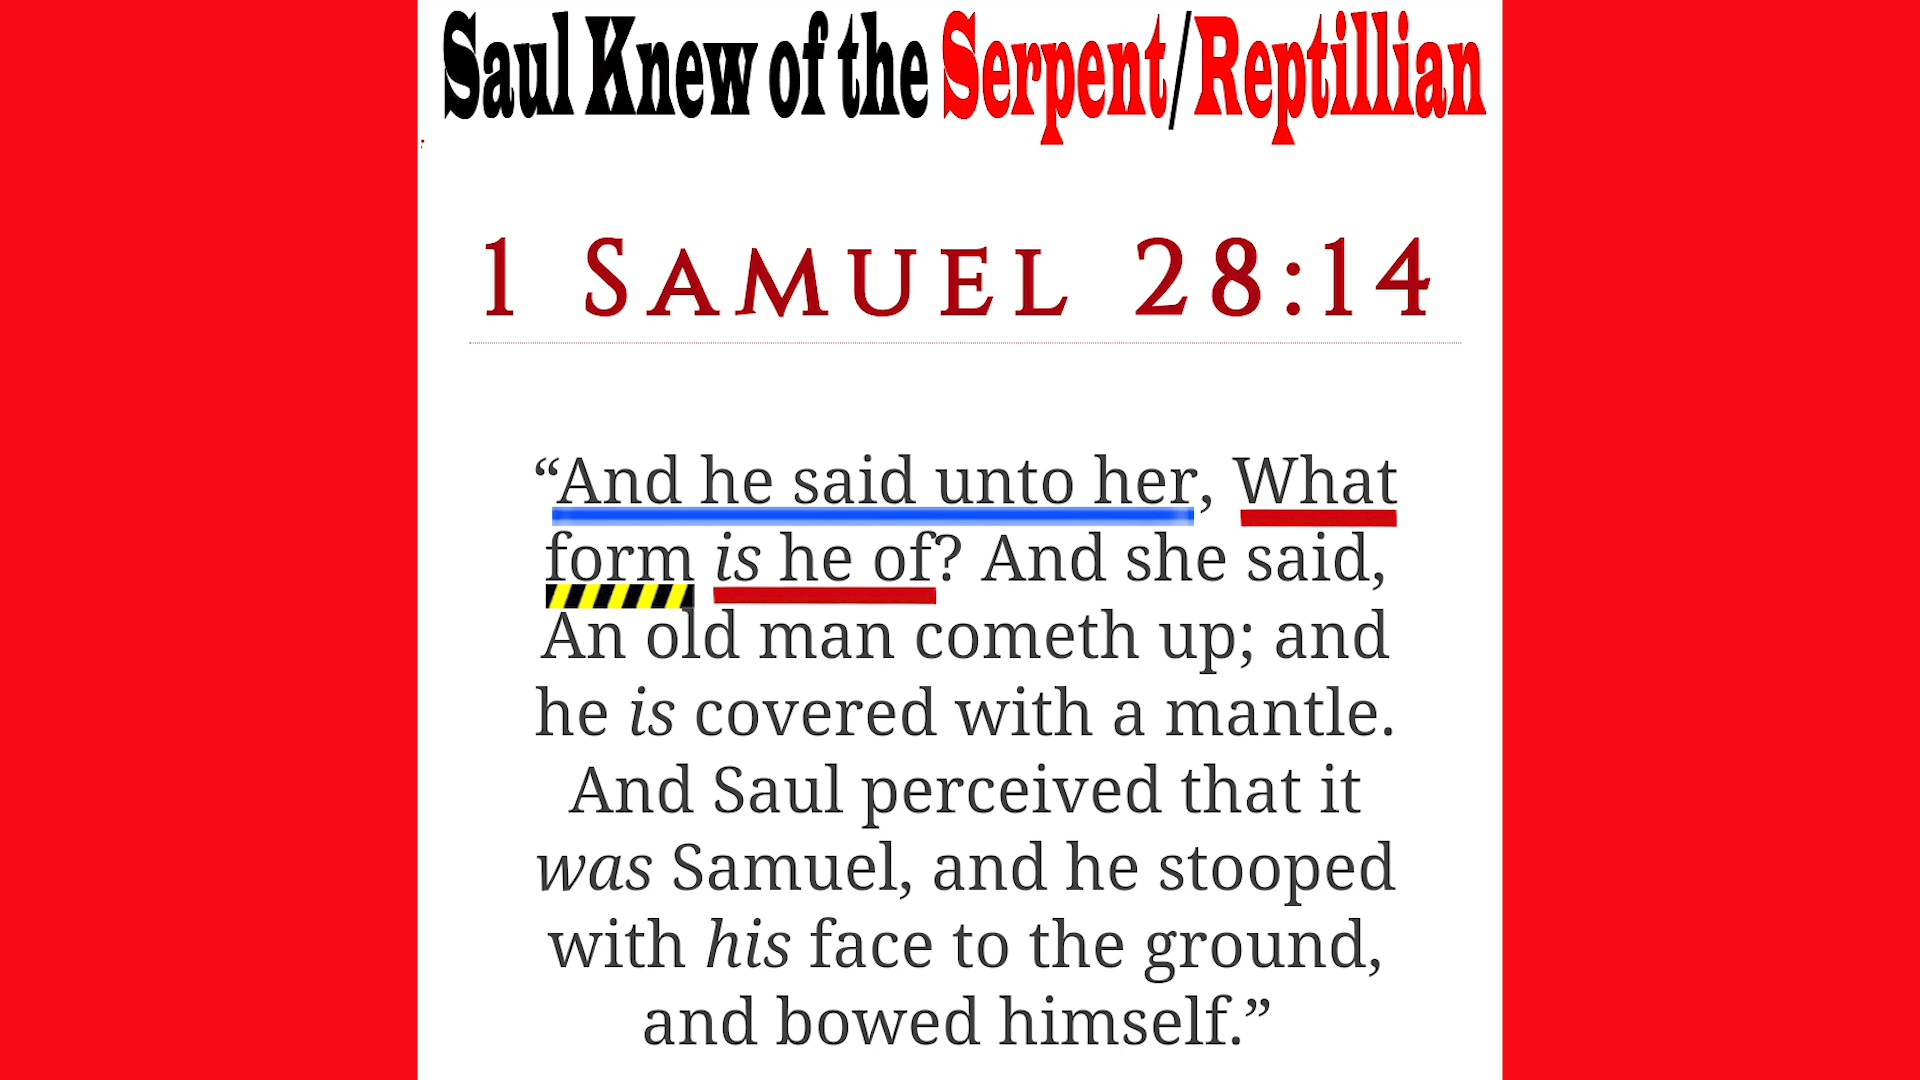 Saul Knew of the Serpent/Reptillian
1 Samuel 28:14
“And he said unto her, What
form is he of? And she said,
An old man cometh up; and
he is covered with a mantle.
And Saul perceived that it
was Samuel, and he stooped
with his face to the ground,
and bowed himself.”